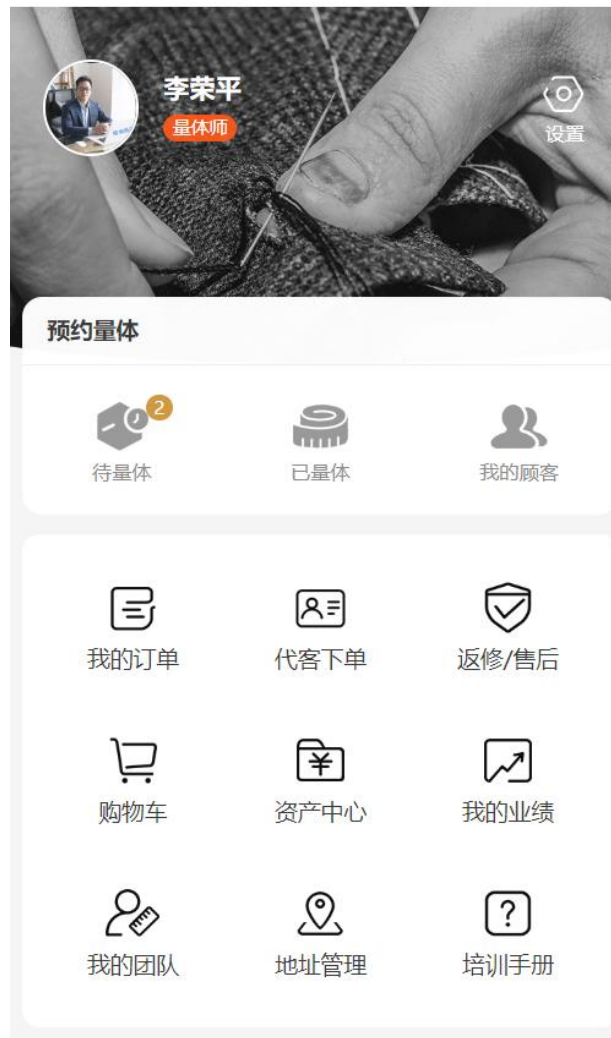 李荣平
量体师
设置
预约量体
2
待量体 已量体 我的顾客
我的订单 代客下单 返修/售后
购物车 资产中心 我的业绩
我的团队 地址管理 培训手册